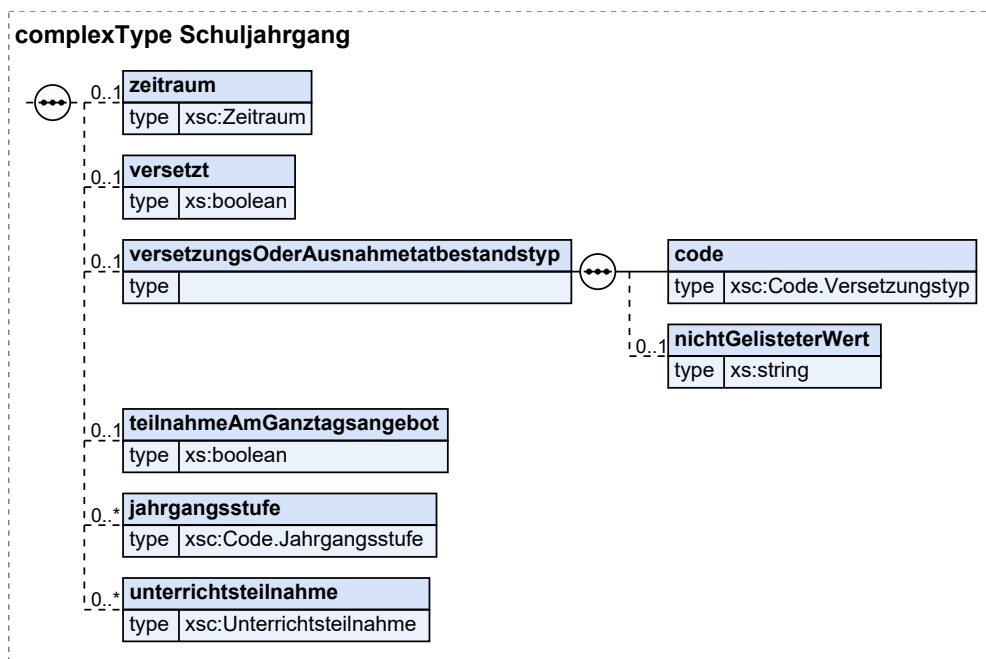 complexType Schuljahrgang
0..1
zeitraum
type xsc:Zeitraum
0..1
versetzt
type xs:boolean
0..1
versetzungsOderAusnahmetatbestandstyp
type
code
type xsc:Code.Versetzungstyp
0..1
nichtGelisteterWert
type xs:string
0..1
teilnahmeAmGanztagsangebot
type xs:boolean
0..*
jahrgangsstufe
type xsc:Code.Jahrgangsstufe
0..*
unterrichtsteilnahme
type xsc:Unterrichtsteilnahme